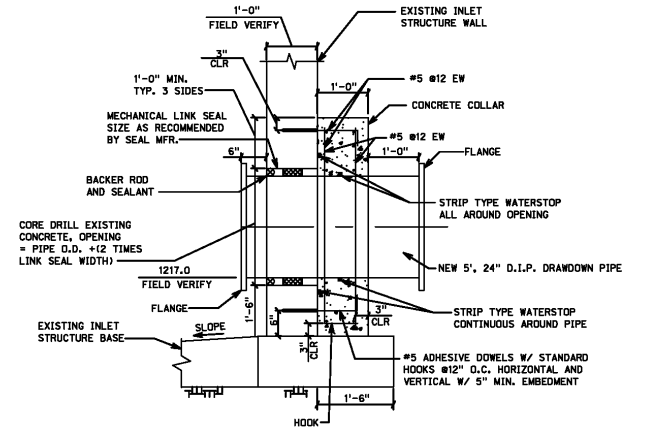 1'-0"
FIELD VERIFY
EXISTING INLET
STRUCTURE WALL
3"
CLR
1'-0" MIN.
TYP. 3 SIDES
1'-0"
#5 @12 EW
CONCRETE COLLAR
MECHANICAL LINK SEAL
SIZE AS RECOMMENDED
BY SEAL MFR.
#5 @12 EW
6"
1'-0"
FLANGE
BACKER ROD
AND SEALANT
STRIP TYPE WATERSTOP
ALL AROUND OPENING
CORE DRILL EXISTING
CONCRETE, OPENING
= PIPE O.D. +(2 TIMES
LINK SEAL WIDTH)
1217.0
FIELD VERIFY
NEW 5', 24" D.I.P. DRAWDOWN PIPE
FLANGE
1'-6"
6"
3"
CLR
STRIP TYPE WATERSTOP
CONTINUOUS AROUND PIPE
EXISTING INLET
STRUCTURE BASE
SLOPE
3"
CLR
#5 ADHESIVE DOWELS W/ STANDARD
HOOKS @12" O.C. HORIZONTAL AND
VERTICAL W/ 5" MIN. EMBEDMENT
1'-6"
HOOK